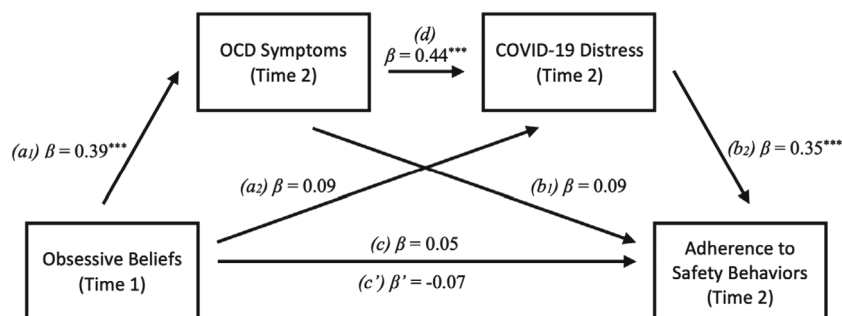 OCD Symptoms
(Time 2)
(d)
β = 0.44***
COVID-19 Distress
(Time 2)
(a1) β = 0.39***
(a2) β = 0.09
(b1) β = 0.09
(b2) β = 0.35***
Obsessive Beliefs
(Time 1)
(c) β = 0.05
(c’) β’ = -0.07
Adherence to
Safety Behaviors
(Time 2)